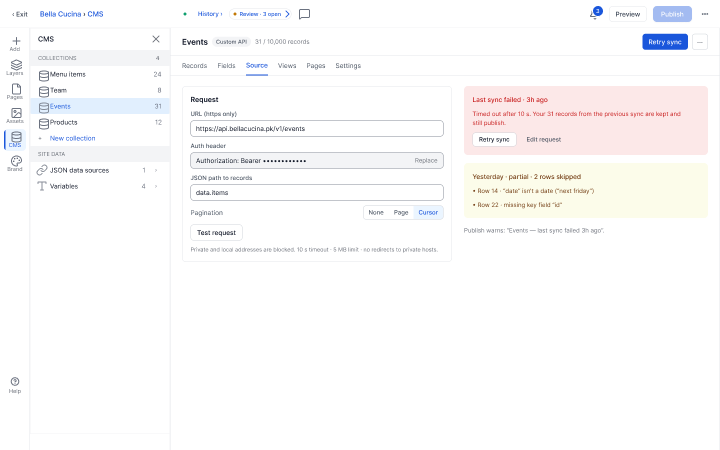 ‹ Exit
Bella Cucina › CMS
History ›
Review · 3 open
3
Preview
Publish
Add
Layers
Pages
Assets
CMS
Brand
Help
CMS
COLLECTIONS 4
Menu items 24
Team 8
Events 31
Products 12
+ New collection
SITE DATA
JSON data sources 1
Variables 4
Events
Custom API
31 / 10,000 records
Retry sync
Records
Fields
Source
Views
Pages
Settings
Request
URL (https only)
https://api.bellacucina.pk/v1/events
Auth header
Authorization: Bearer ••••••••••••
Replace
JSON path to records
data.items
Pagination
None
Page
Cursor
Test request
Private and local addresses are blocked. 10 s timeout · 5 MB limit · no redirects to private hosts.
Last sync failed · 3h ago
Timed out after 10 s. Your 31 records from the previous sync are kept and
still publish.
Retry sync
Edit request
Yesterday · partial · 2 rows skipped
• Row 14 · "date" isn't a date ("next friday")
• Row 22 · missing key field "id"
Publish warns: "Events — last sync failed 3h ago".